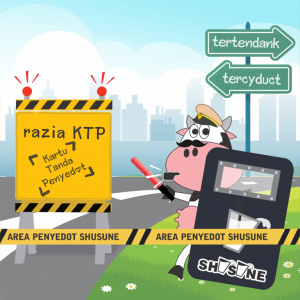 tertendank
tercyduct
razia KTP
Kartu
Tanda
Penyedot
AREA PENYEDOT SHUSUNE
AREA PENYEDOT SHUSUNE
SHUSUNE